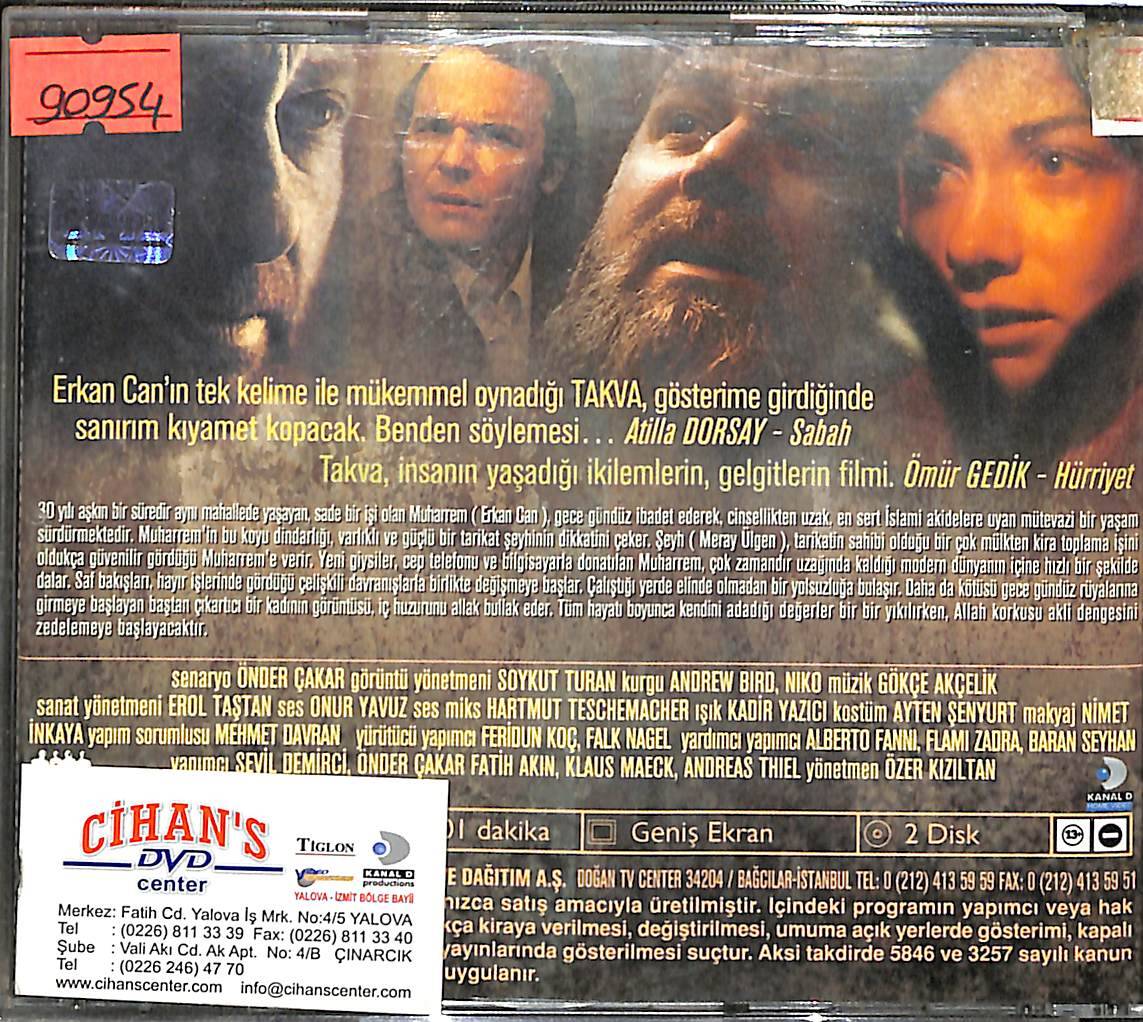 90954
Erkan Can'ın tek kelime ile mükemmel oynadığı TAKVA, gösterime girdiğinde
sanırım kıyamet kopacak. Benden söylemesi... Atilla DORSAY - Sabah
Takva, insanın yaşadığı ikilemlerin, gelgitlerin filmi. Ömür GEDİK - Hürriyet
30 yılı aşkın bir süredir aynı mahallede yaşayan, sade bir işi olan Muharrem ( Erkan Can ), gece gündüz ibadet ederek, cinsellikten uzak, en sert İslami akidelere uyan mütevazi bir yaşam
sürdürmektedir. Muharrem'in bu koyu dindarlığı, varlıklı ve güçlü bir tarikat şeyhinin dikkatini çeker. Şeyh ( Meray Ülgen ), tarikatin sahibi olduğu bir çok mülkten kira toplama işini
oldukça güvenilir gördüğü Muharrem'e verir. Yeni giysiler, cep telefonu ve bilgisayarla donatılan Muharrem, çok zamandır uzağında kaldığı modern dünyanın içine hızlı bir şekilde
dalar. Saf bakışları, hayır işlerinde gördüğü çelişkili davranışlarla birlikte değişmeye başlar. Çalıştığı yerde elinde olmadan bir yolsuzluğa bulaşır. Daha da kötüsü gece gündüz rüyalarına
girmeye başlayan baştan çıkartıcı bir kadının görüntüsü, iç huzurunu allak bullak eder. Tüm hayatı boyunca kendini adadığı değerler bir bir yıkılırken, Allah korkusu akli dengesini
zedelemeye başlayacaktır.
senaryo ÖNDER ÇAKAR görüntü yönetmeni SOYKUT TURAN kurgu ANDREW BIRD, NIKO müzik GÖKÇE AKÇELİK
sanat yönetmeni EROL TAŞTAN ses ONUR YAVUZ ses miks HARTMUT TESCHEMACHER ışık KADİR YAZICI kostüm AYTEN ŞENYURT makyaj NİMET
İNKAYA yapım sorumlusu MEHMET DAVRAN yürütücü yapımcı FERİDUN KOÇ, FALK NAGEL yardımcı yapımcı ALBERTO FANNI, FLAMI ZADRA, BARAN SEYHAN
yapımcı SEVİL DEMİRCİ, ÖNDER ÇAKAR FATİH AKIN, KLAUS MAECK, ANDREAS THIEL yönetmen ÖZER KIZILTAN
KANAL D
HOME VIDEO
01 dakika Geniş Ekran 2 Disk 13+
E DAĞITIM A.Ş. DOĞAN TV CENTER 34204 / BAĞCILAR-İSTANBUL TEL: 0 (212) 413 59 59 FAX: 0 (212) 413 59 51
nızca satış amacıyla üretilmiştir. İçindeki programın yapımcı veya hak
kça kiraya verilmesi, değiştirilmesi, umuma açık yerlerde gösterimi, kapalı
yayınlarında gösterilmesi suçtur. Aksi takdirde 5846 ve 3257 sayılı kanun
uygulanır.
CİHAN'S
DVD
center
TIGLON
KANAL D
productions
YALOVA - İZMİT BÖLGE BAYİİ
Merkez: Fatih Cd. Yalova İş Mrk. No:4/5 YALOVA
Tel : (0226) 811 33 39 Fax: (0226) 811 33 40
Şube : Vali Akı Cd. Ak Apt. No: 4/B ÇINARCIK
Tel : (0226 246) 47 70
www.cihanscenter.com info@cihanscenter.com